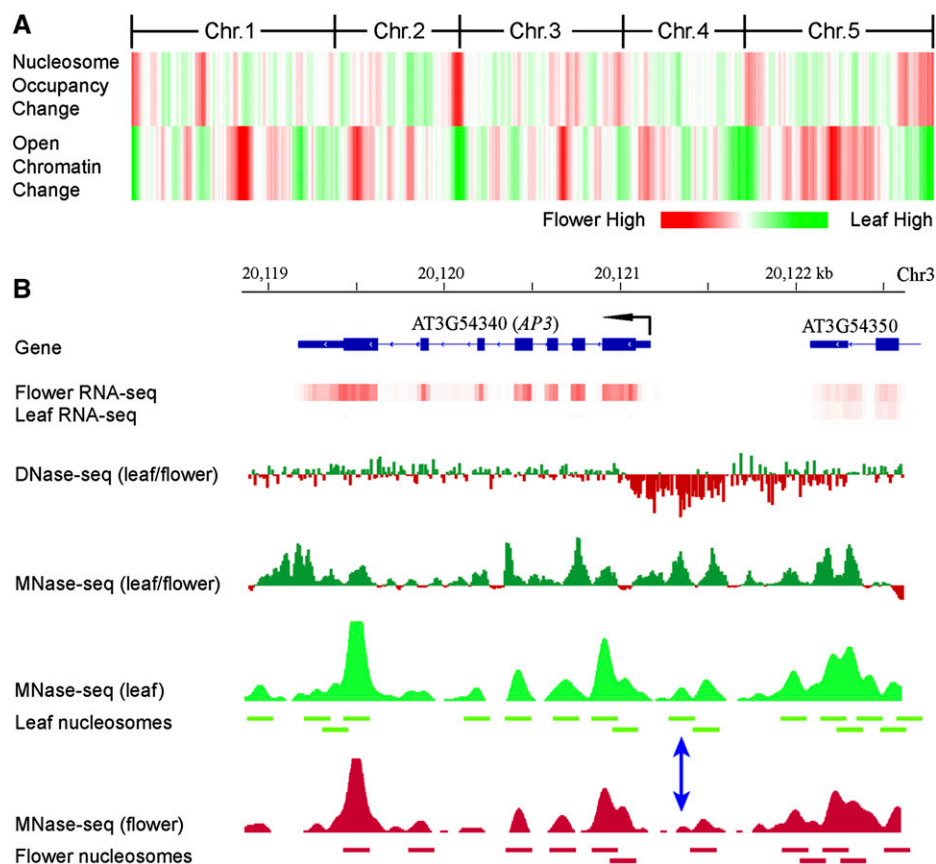 A
Chr.1 Chr.2 Chr.3 Chr.4 Chr.5
Nucleosome
Occupancy
Change
Open
Chromatin
Change
Flower High Leaf High
B
20,119 20,120 20,121 20,122 kb Chr3
AT3G54340 (AP3) AT3G54350
Gene
Flower RNA-seq
Leaf RNA-seq
DNase-seq (leaf/flower)
MNase-seq (leaf/flower)
MNase-seq (leaf)
Leaf nucleosomes
MNase-seq (flower)
Flower nucleosomes